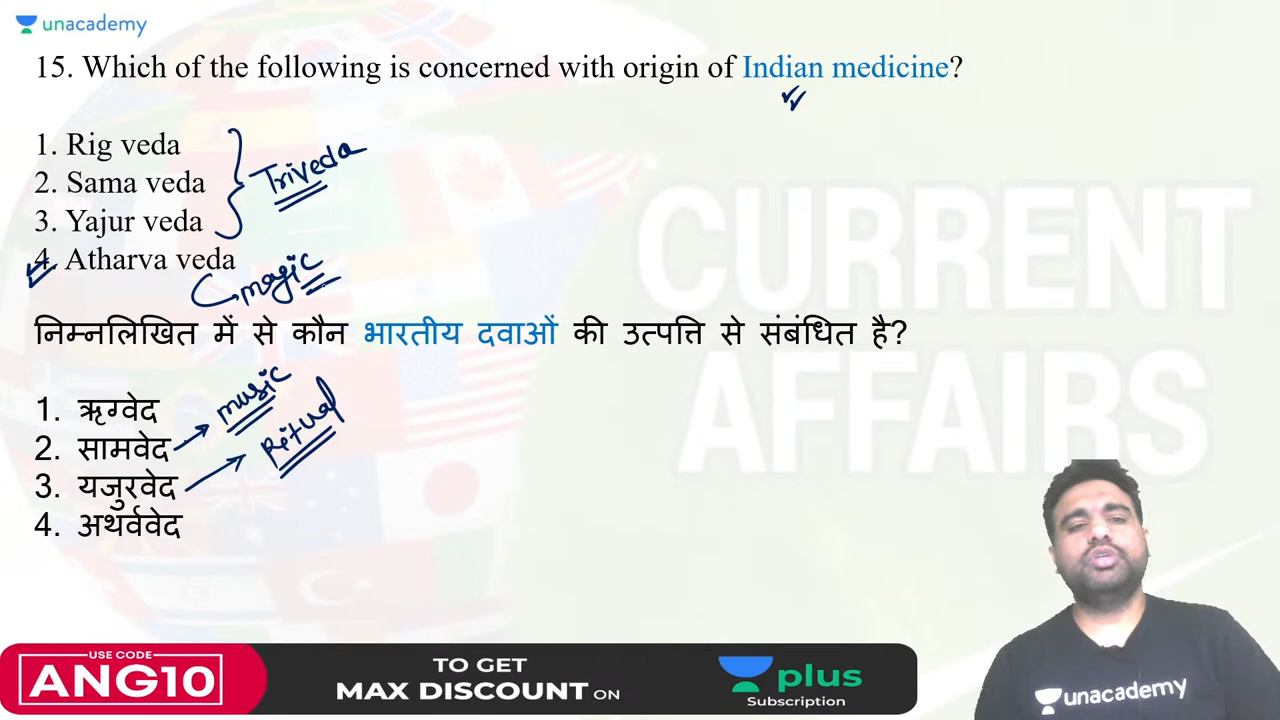 unacademy
15. Which of the following is concerned with origin of Indian medicine?
1. Rig veda
2. Sama veda
3. Yajur veda
Triveda
4. Atharva veda
magic
निम्नलिखित में से कौन भारतीय दवाओं की उत्पत्ति से संबंधित है?
1. ऋग्वेद
2. सामवेद
music
3. यजुरवेद
Ritual
4. अथर्ववेद
CURRENT
AFFAIRS
USE CODE
ANG10
TO GET
MAX DISCOUNT ON
plus
Subscription
unacademy